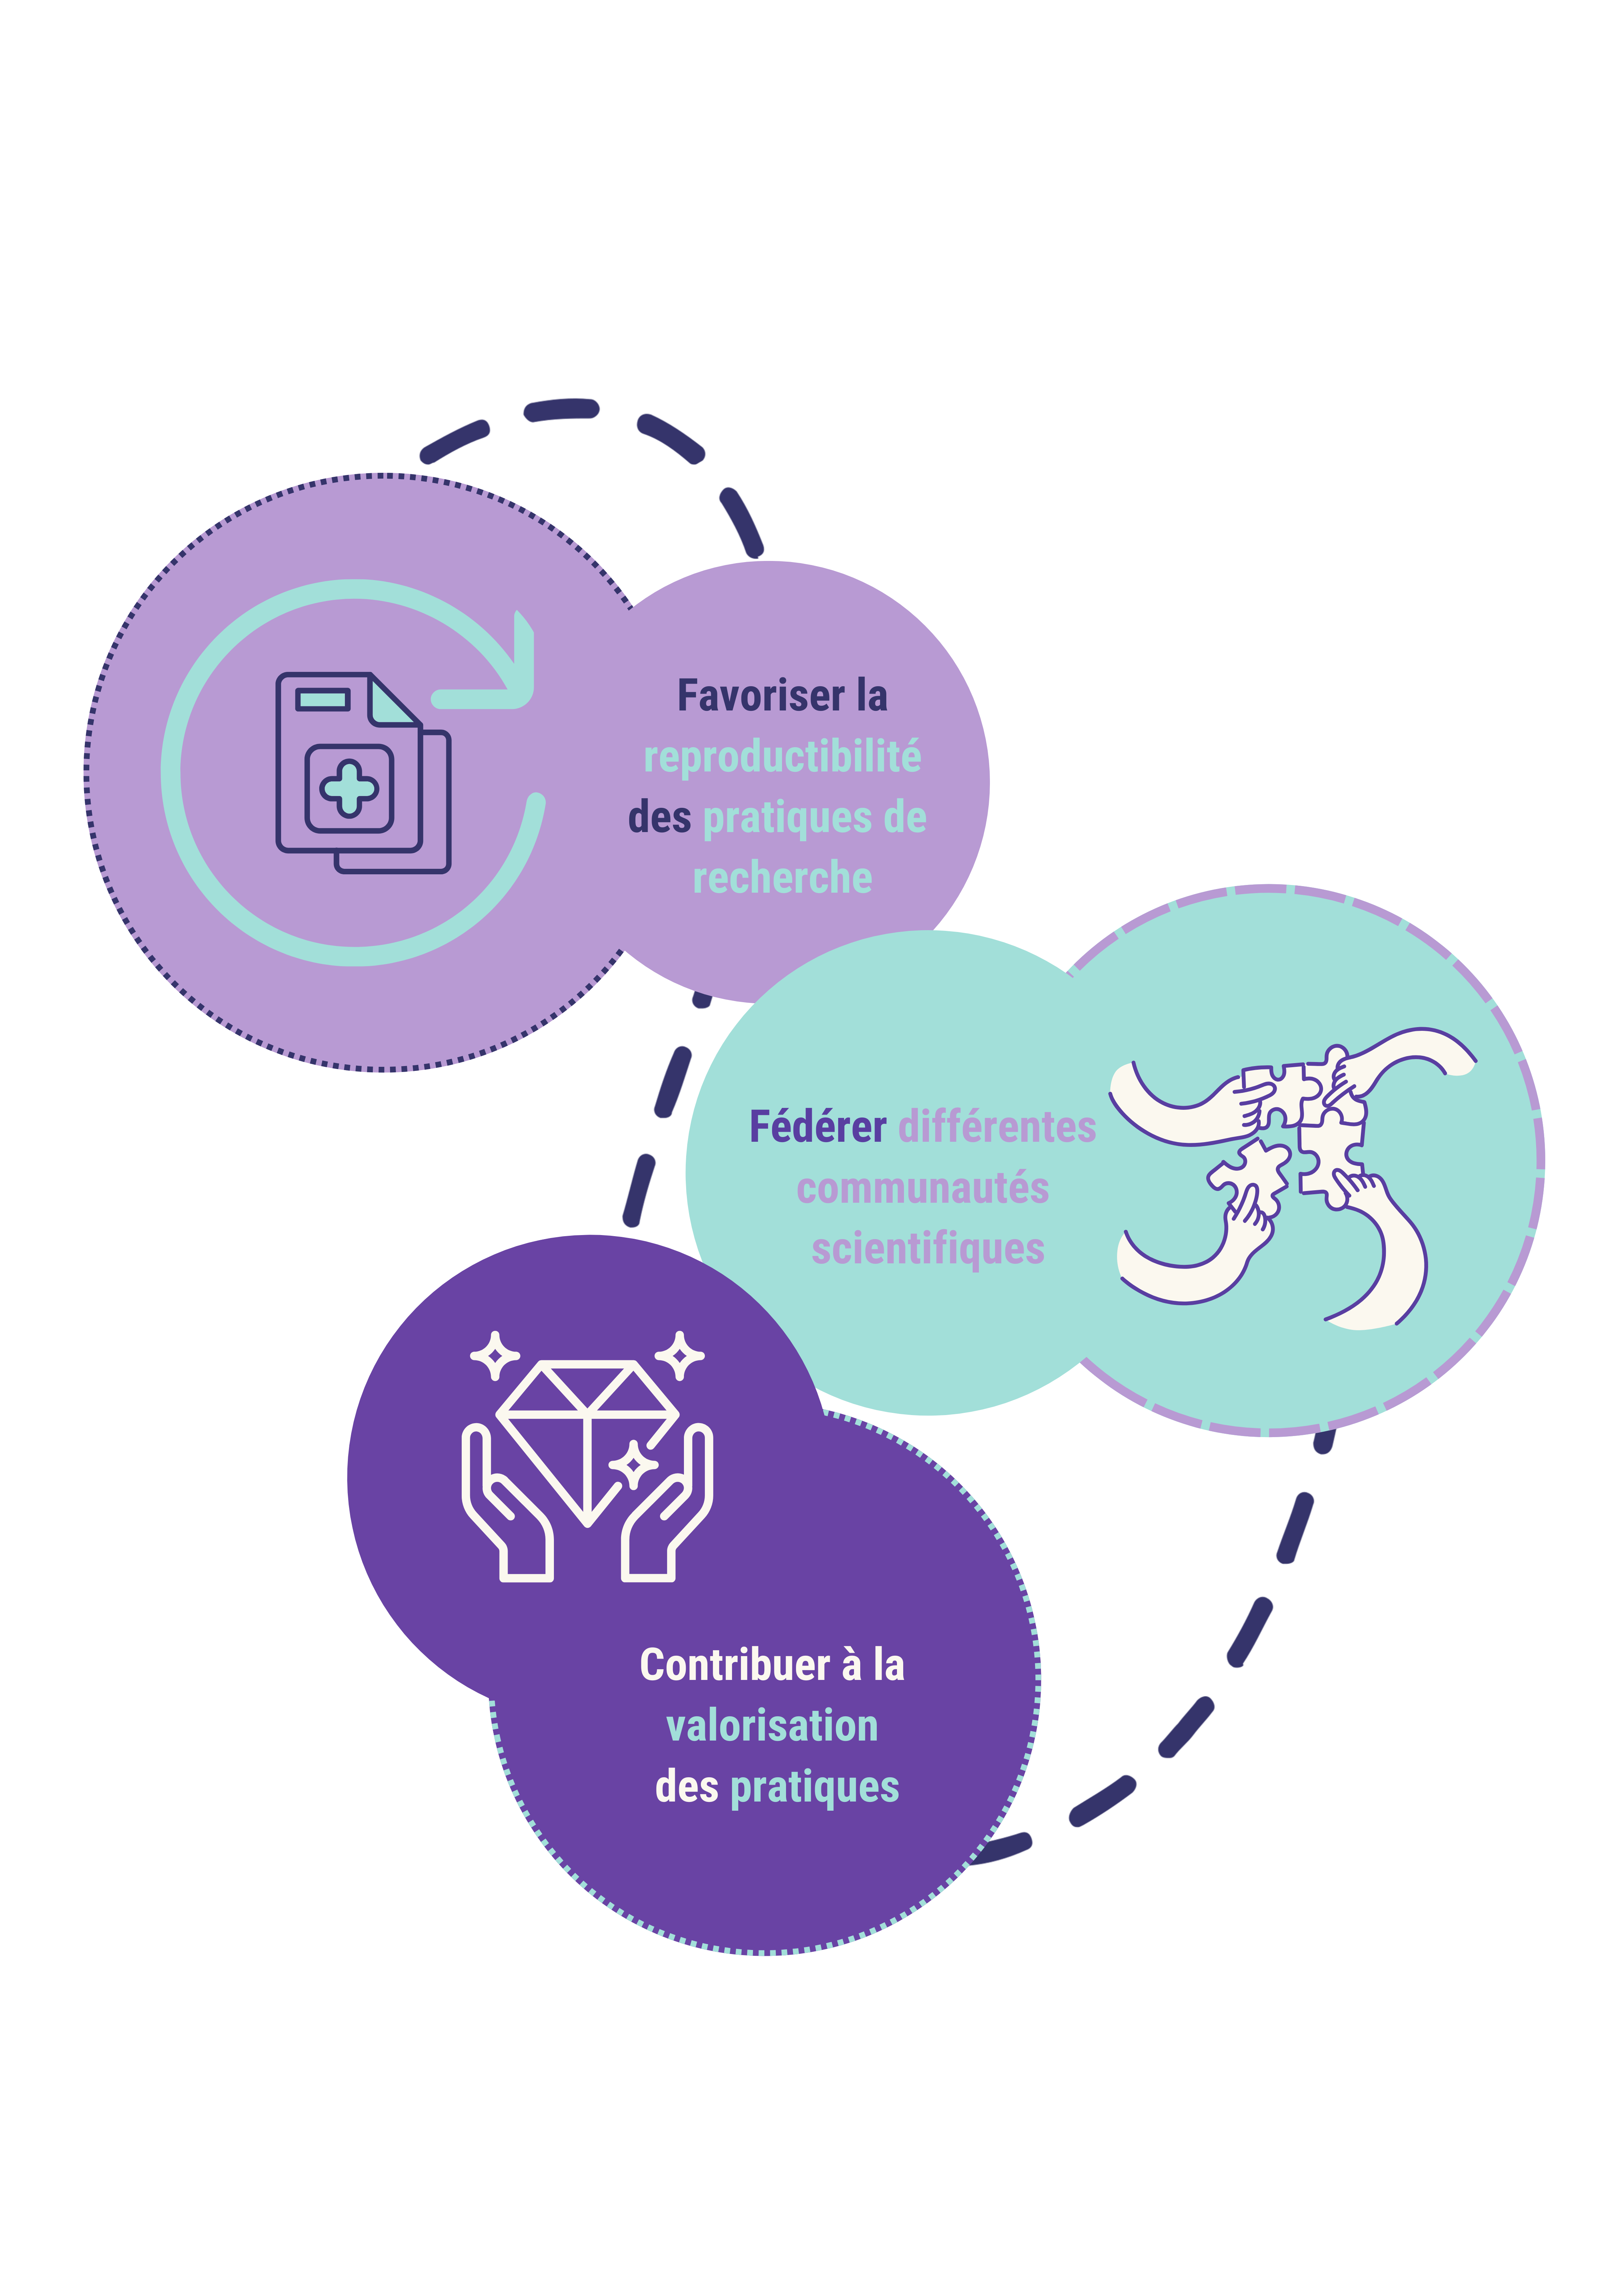 Favoriser la
reproductibilité
des pratiques de
recherche
Fédérer différentes
communautés
scientifiques
Contribuer à la
valorisation
des pratiques